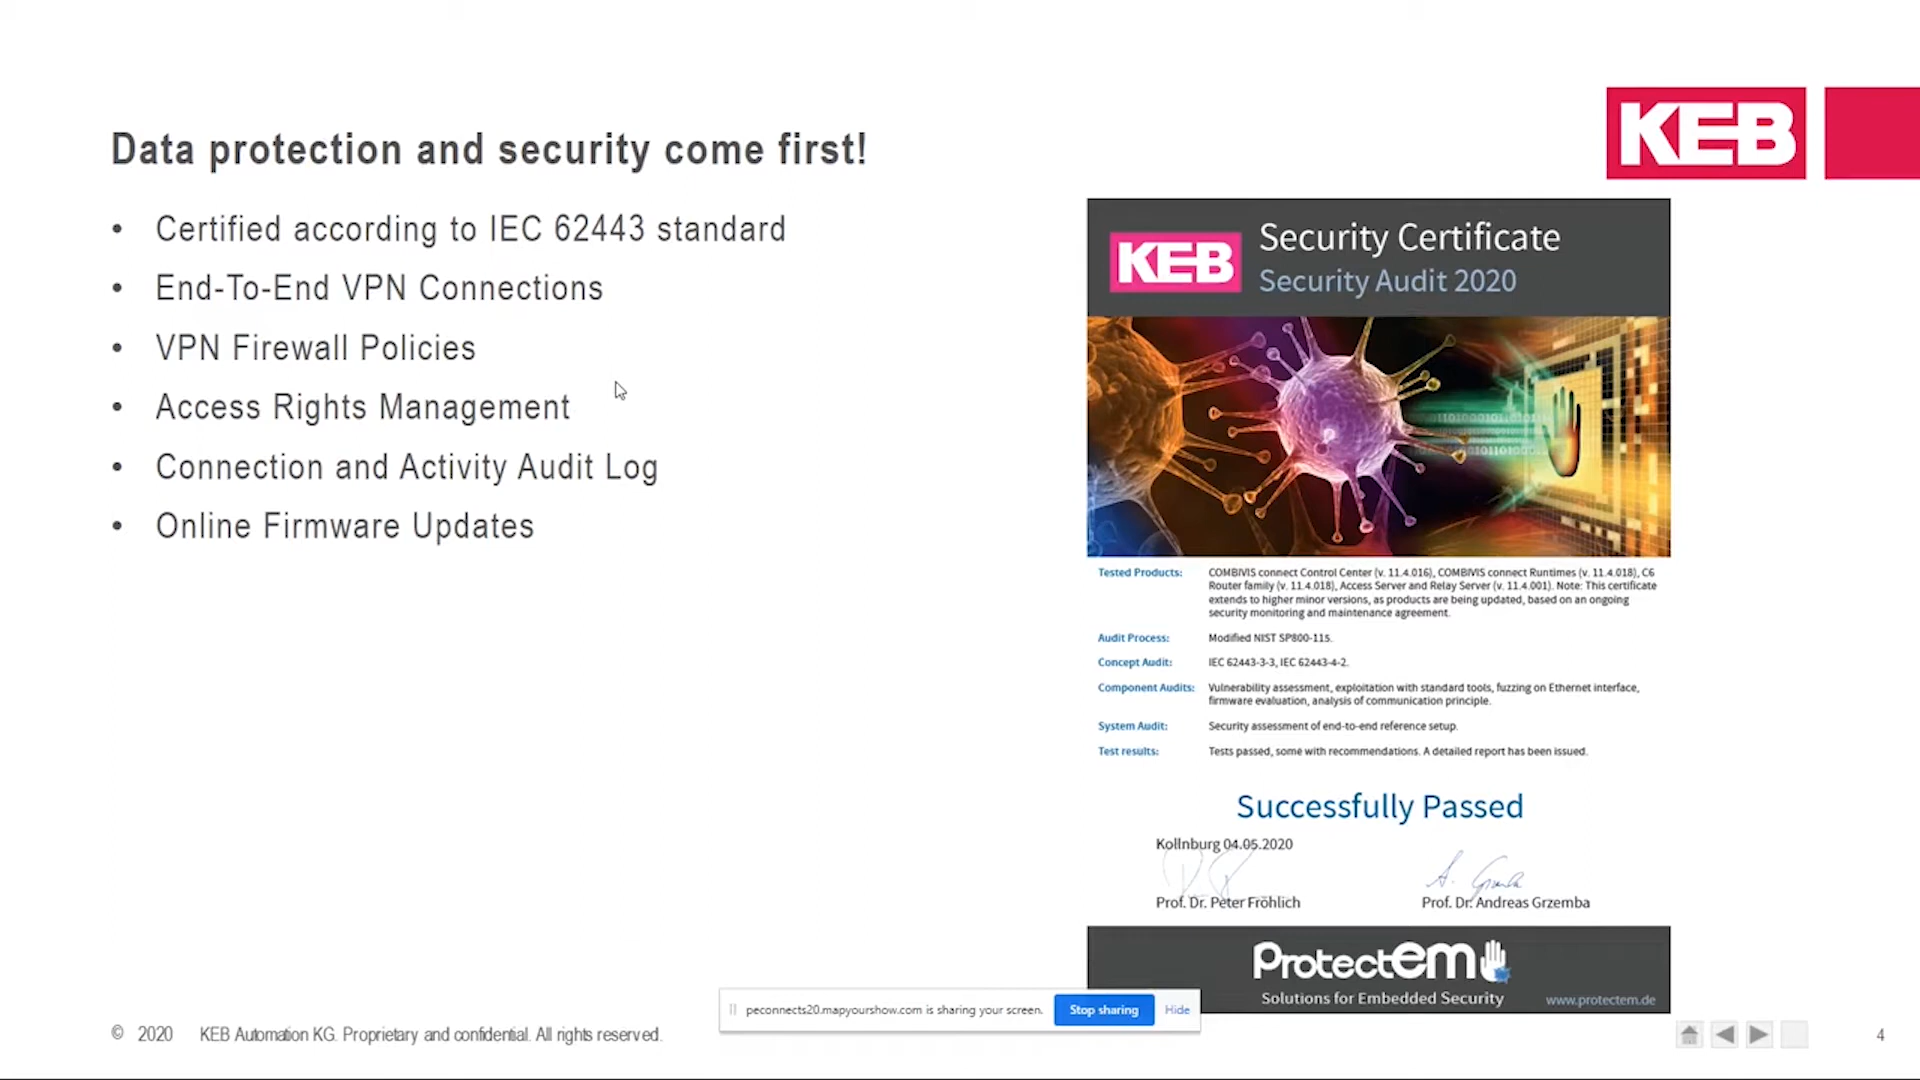 KEB
Data protection and security come first!
• Certified according to IEC 62443 standard
• End-To-End VPN Connections
• VPN Firewall Policies
• Access Rights Management
• Connection and Activity Audit Log
• Online Firmware Updates
KEB
Security Certificate
Security Audit 2020
Tested Products: COMBIVIS connect Control Center (v. 11.4.016), COMBIVIS connect Runtimes (v. 11.4.018), C6
Router family (v. 11.4.018), Access Server and Relay Server (v. 11.4.001). Note: This certificate
extends to higher minor versions, as products are being updated, based on an ongoing
security monitoring and maintenance agreement.
Audit Process: Modified NIST SP800-115.
Concept Audit: IEC 62443-3-3, IEC 62443-4-2.
Component Audits: Vulnerability assessment, exploitation with standard tools, fuzzing on Ethernet interface,
firmware evaluation, analysis of communication principle.
System Audit: Security assessment of end-to-end reference setup.
Test results: Tests passed, some with recommendations. A detailed report has been issued.
Successfully Passed
Kollnburg 04.05.2020
Prof. Dr. Peter Fröhlich
Prof. Dr. Andreas Grzemba
Protectem
Solutions for Embedded Security
www.protectem.de
peconnects20.mapyourshow.com is sharing your screen.
Stop sharing
Hide
© 2020 KEB Automation KG. Proprietary and confidential. All rights reserved.
4